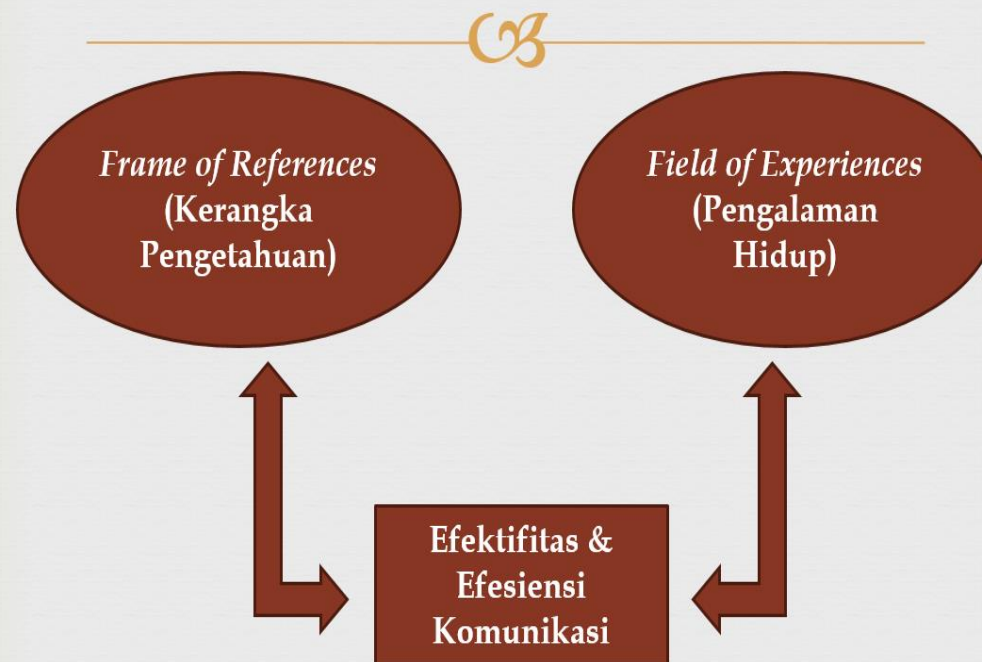 Frame of References
(Kerangka
Pengetahuan)
Field of Experiences
(Pengalaman
Hidup)
Efektifitas &
Efesiensi
Komunikasi